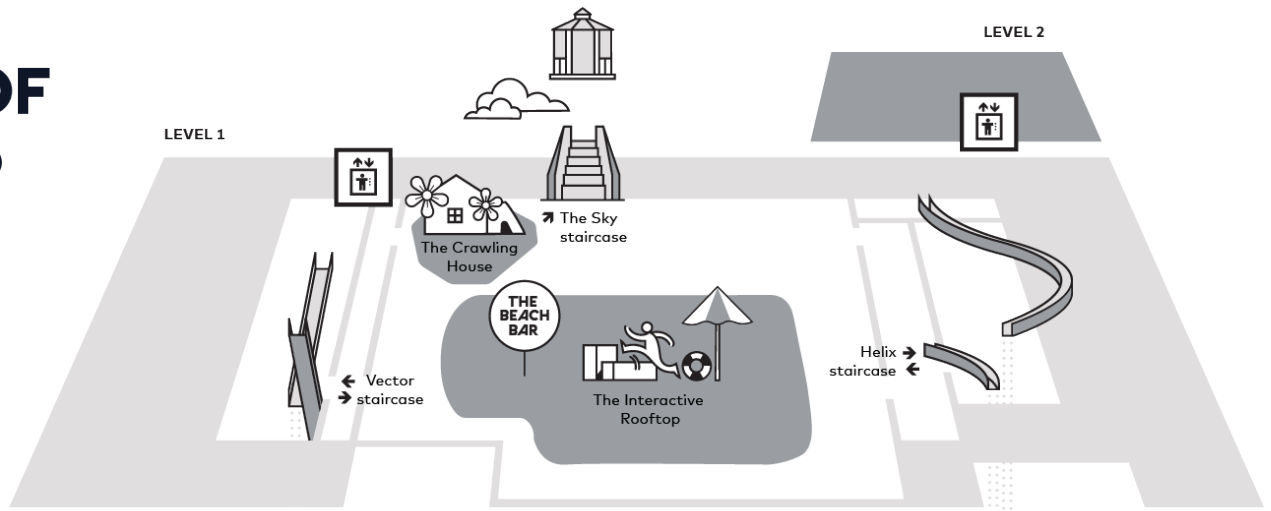 OF
LEVEL 2
LEVEL 1
The Sky
staircase
The Crawling
House
THE
BEACH
BAR
Vector
staircase
Helix
staircase
The Interactive
Rooftop